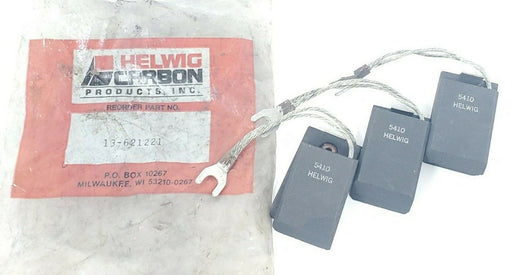 HELWIG
CARBON
PRODUCTS, INC.
REORDER PART NO.
13-621221
P.O. BOX 10267
MILWAUKEE, WI 53210-0267
5410
HELWIG
5410
HELWIG
5410
HELWIG